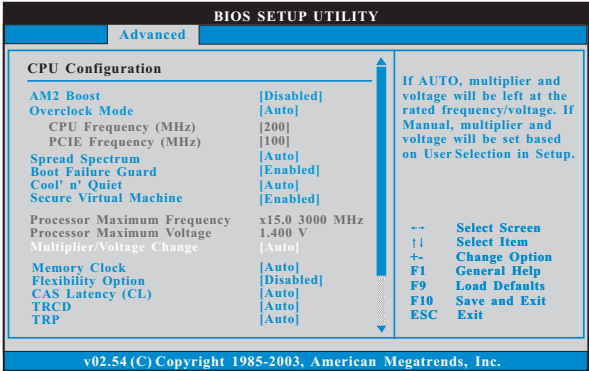 BIOS SETUP UTILITY
Advanced
CPU Configuration
AM2 Boost [Disabled]
Overclock Mode [Auto]
CPU Frequency (MHz) [200]
PCIE Frequency (MHz) [100]
Spread Spectrum [Auto]
Boot Failure Guard [Enabled]
Cool' n' Quiet [Auto]
Secure Virtual Machine [Enabled]
Processor Maximum Frequency x15.0 3000 MHz
Processor Maximum Voltage 1.400 V
Multiplier/Voltage Change [Auto]
Memory Clock [Auto]
Flexibility Option [Disabled]
CAS Latency (CL) [Auto]
TRCD [Auto]
TRP [Auto]
If AUTO, multiplier and
voltage will be left at the
rated frequency/voltage. If
Manual, multiplier and
voltage will be set based
on User Selection in Setup.
←→ Select Screen
↑↓ Select Item
+- Change Option
F1 General Help
F9 Load Defaults
F10 Save and Exit
ESC Exit
v02.54 (C) Copyright 1985-2003, American Megatrends, Inc.